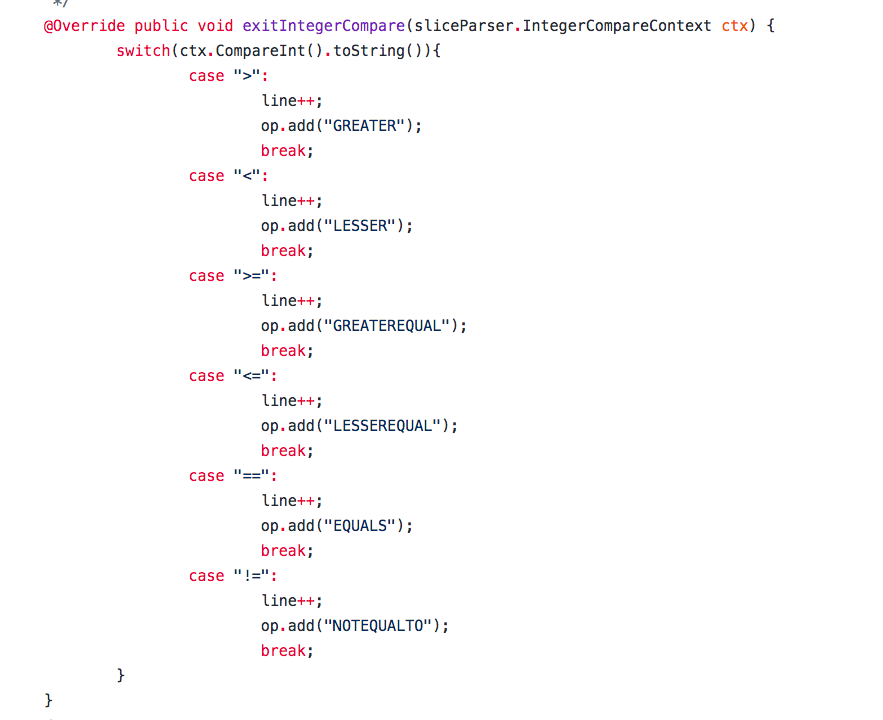 */
@Override public void exitIntegerCompare(sliceParser.IntegerCompareContext ctx) {
switch(ctx.CompareInt().toString()){
case ">":
line++;
op.add("GREATER");
break;
case "<":
line++;
op.add("LESSER");
break;
case ">=":
line++;
op.add("GREATEREQUAL");
break;
case "<=":
line++;
op.add("LESSEREQUAL");
break;
case "==":
line++;
op.add("EQUALS");
break;
case "!=":
line++;
op.add("NOTEQUALTO");
break;
}
}